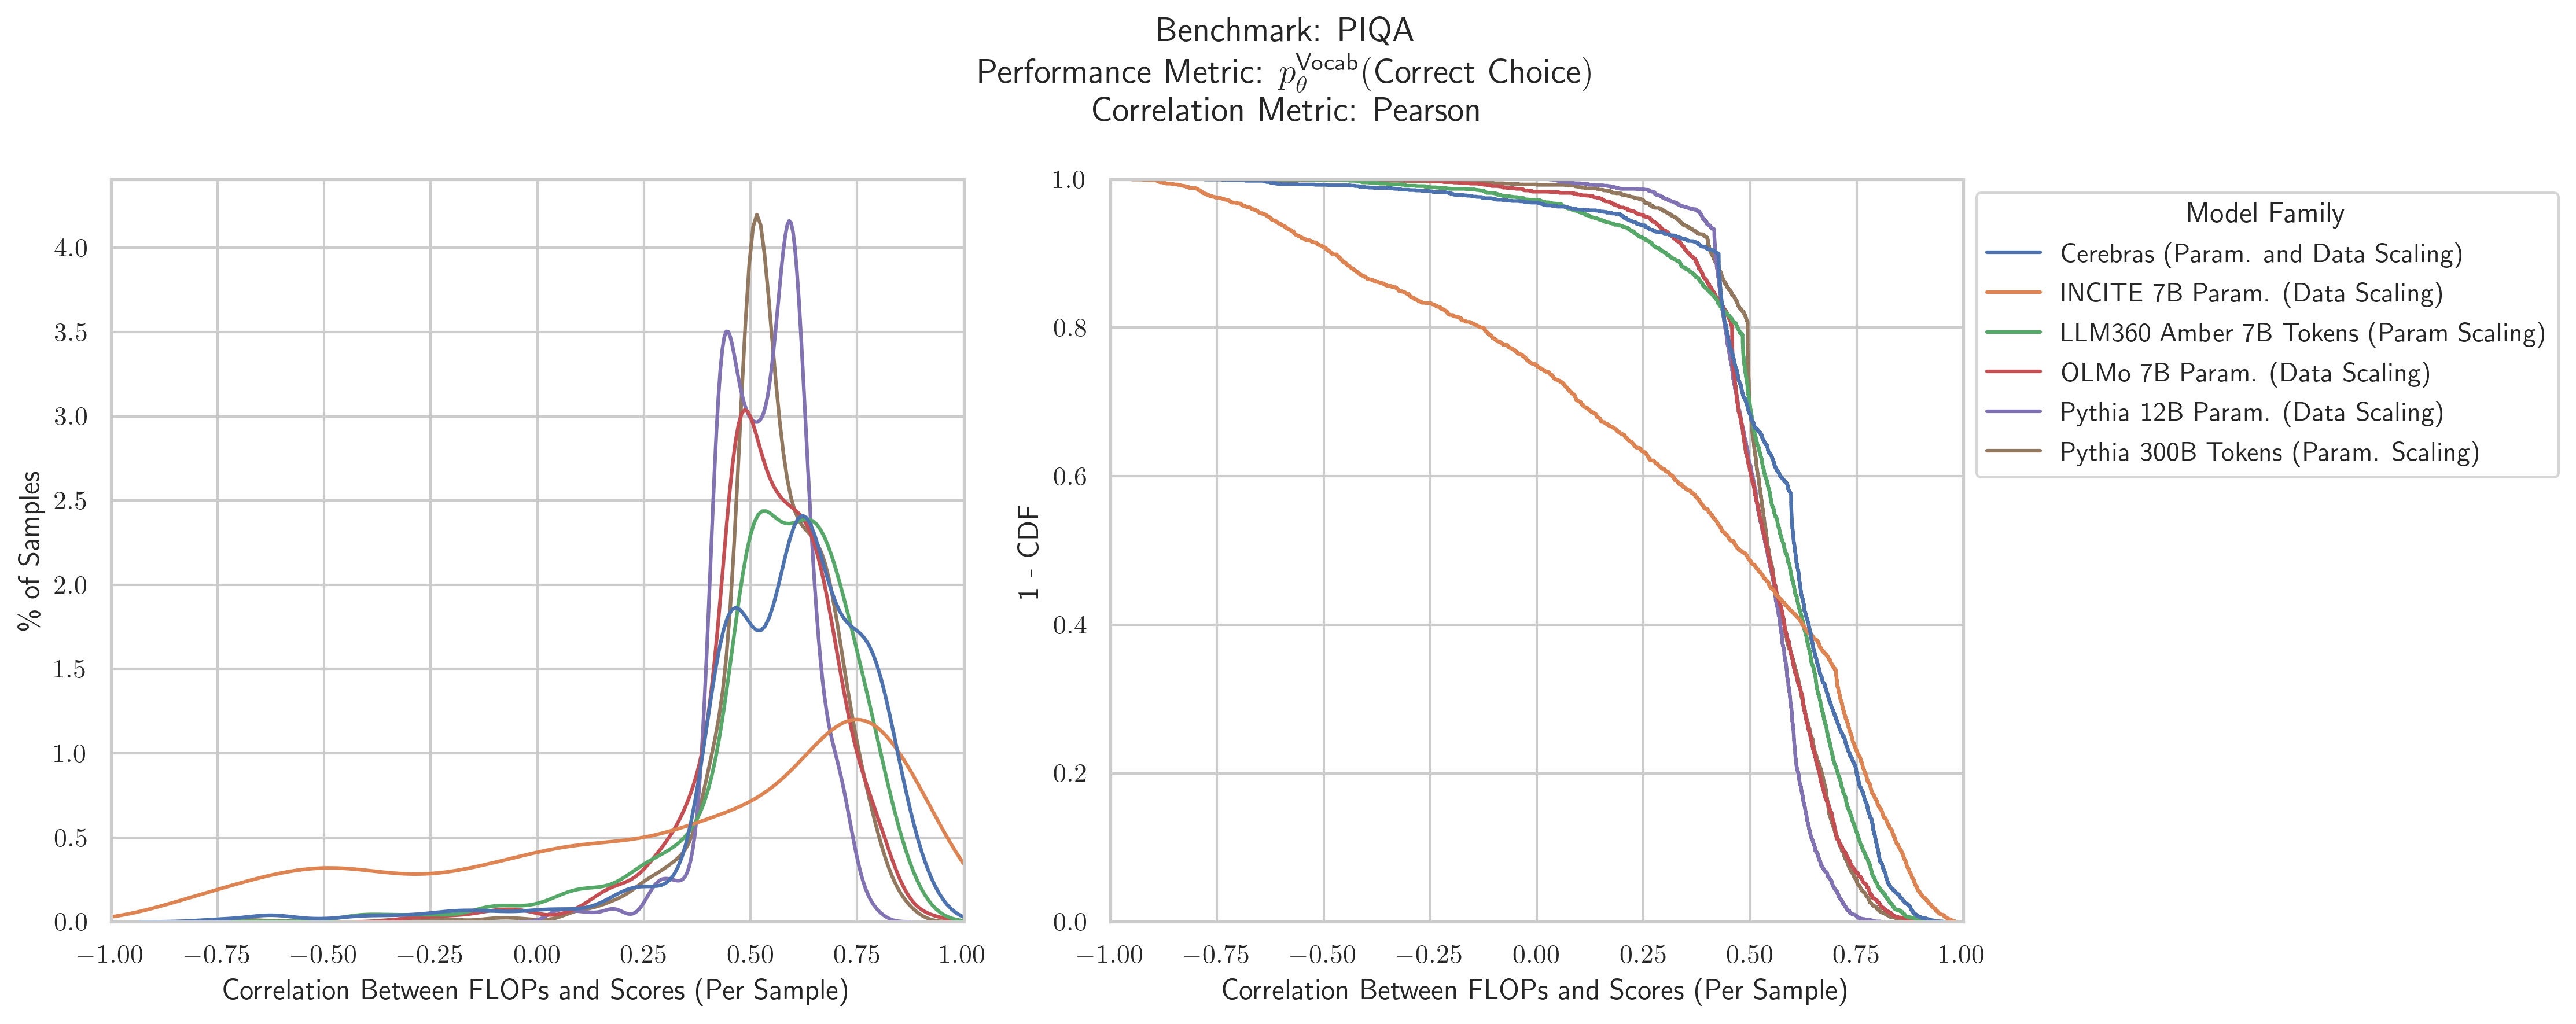 Benchmark: PIQA
Performance Metric: $p_{\theta}^{\text{Vocab}}$(Correct Choice)
Correlation Metric: Pearson
% of Samples
4.0
3.5
3.0
2.5
2.0
1.5
1.0
0.5
0.0
−1.00 −0.75 −0.50 −0.25 0.00 0.25 0.50 0.75 1.00
Correlation Between FLOPs and Scores (Per Sample)
1 - CDF
1.0
0.8
0.6
0.4
0.2
0.0
−1.00 −0.75 −0.50 −0.25 0.00 0.25 0.50 0.75 1.00
Correlation Between FLOPs and Scores (Per Sample)
Model Family
Cerebras (Param. and Data Scaling)
INCITE 7B Param. (Data Scaling)
LLM360 Amber 7B Tokens (Param Scaling)
OLMo 7B Param. (Data Scaling)
Pythia 12B Param. (Data Scaling)
Pythia 300B Tokens (Param. Scaling)